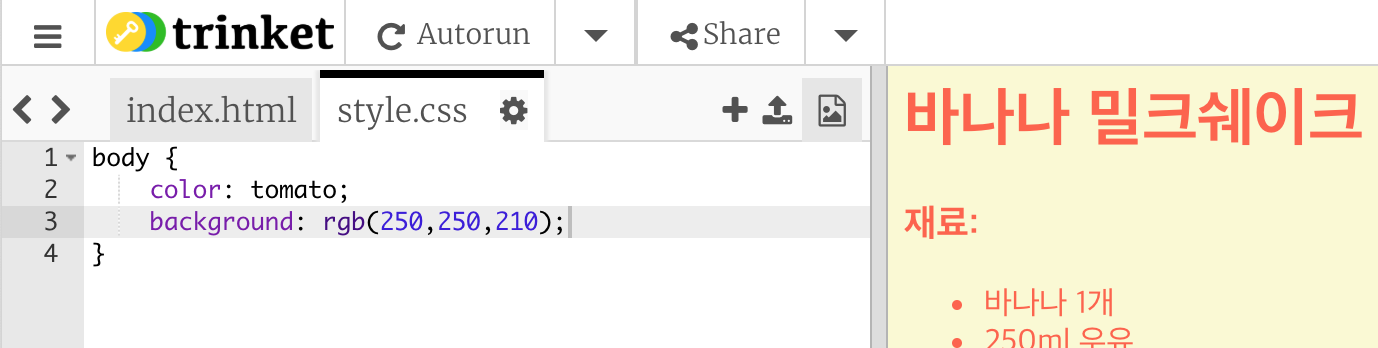 trinket Autorun Share
index.html style.css
1 body {
2 color: tomato;
3 background: rgb(250,250,210);
4 }
바나나 밀크쉐이크
재료:
바나나 1개
250ml 우유